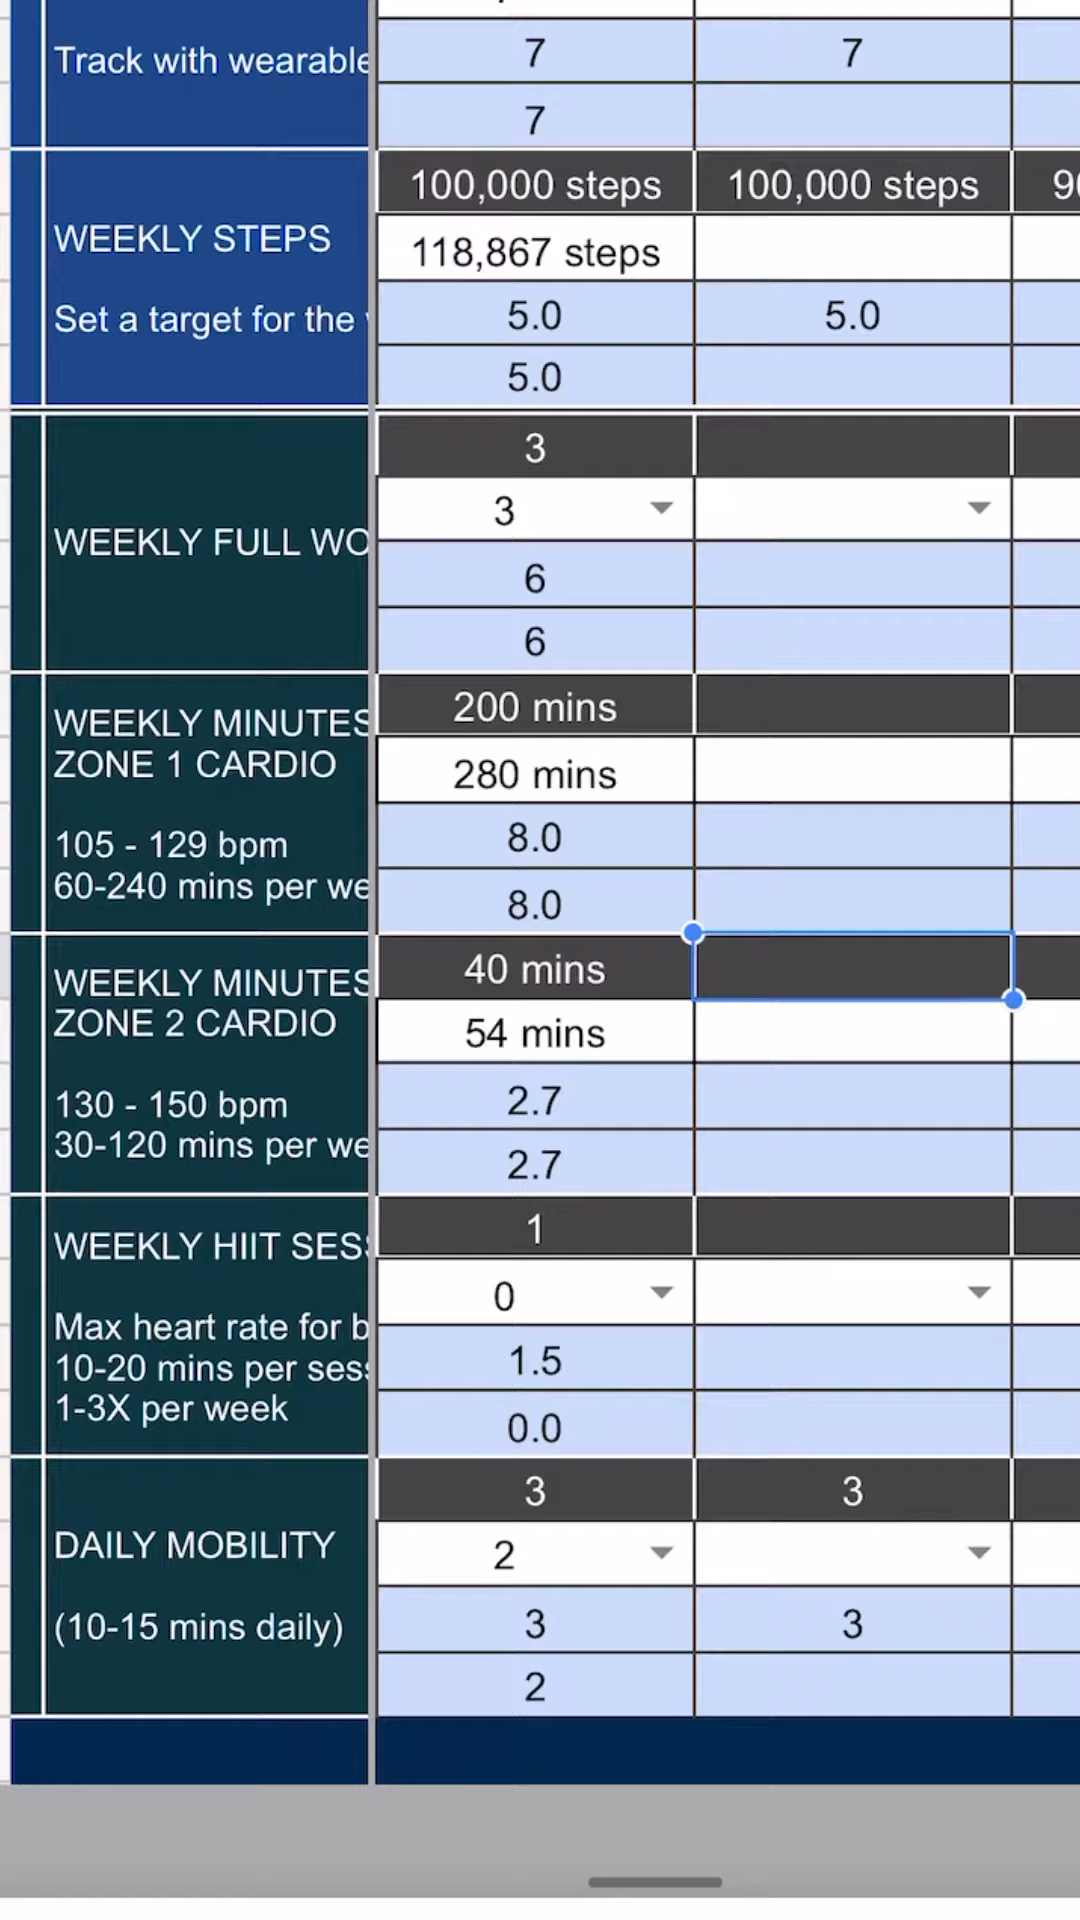 Track with wearable
7 7
7
WEEKLY STEPS
Set a target for the
100,000 steps 100,000 steps 90
118,867 steps
5.0 5.0
5.0
WEEKLY FULL WO
3
3
6
6
WEEKLY MINUTES
ZONE 1 CARDIO
105 - 129 bpm
60-240 mins per we
200 mins
280 mins
8.0
8.0
WEEKLY MINUTES
ZONE 2 CARDIO
130 - 150 bpm
30-120 mins per we
40 mins
54 mins
2.7
2.7
WEEKLY HIIT SESS
Max heart rate for b
10-20 mins per sess
1-3X per week
1
0
1.5
0.0
DAILY MOBILITY
(10-15 mins daily)
3 3
2
3 3
2